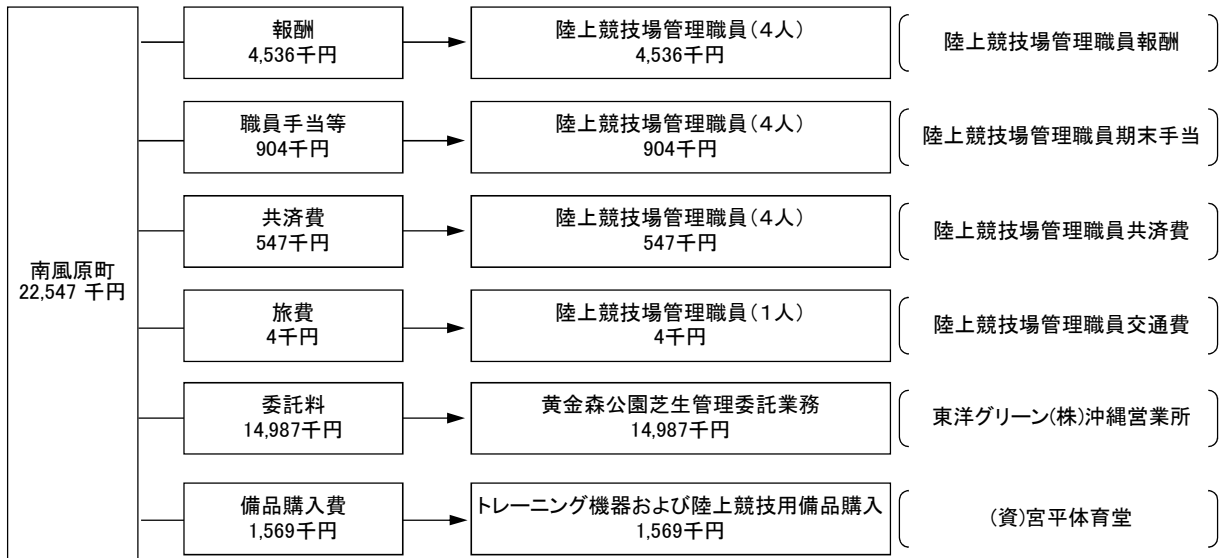 南風原町
22,547 千円
報酬
4,536千円
陸上競技場管理職員(4人)
4,536千円
陸上競技場管理職員報酬
職員手当等
904千円
陸上競技場管理職員(4人)
904千円
陸上競技場管理職員期末手当
共済費
547千円
陸上競技場管理職員(4人)
547千円
陸上競技場管理職員共済費
旅費
4千円
陸上競技場管理職員(1人)
4千円
陸上競技場管理職員交通費
委託料
14,987千円
黄金森公園芝生管理委託業務
14,987千円
東洋グリーン(株)沖縄営業所
備品購入費
1,569千円
トレーニング機器および陸上競技用備品購入
1,569千円
(資)宮平体育堂